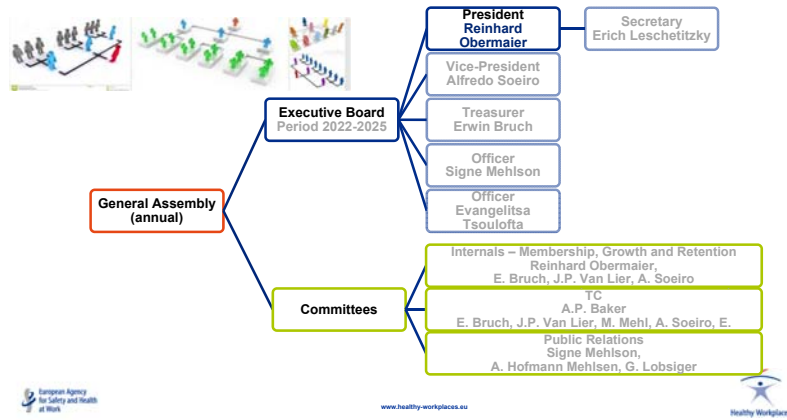 President
Reinhard
Obermaier
Secretary
Erich Leschetitzky
Vice-President
Alfredo Soeiro
Executive Board
Period 2022-2025
Treasurer
Erwin Bruch
Officer
Signe Mehlson
General Assembly
(annual)
Officer
Evangelitsa
Tsoulofta
Internals – Membership, Growth and Retention
Reinhard Obermaier,
E. Bruch, J.P. Van Lier, A. Soeiro
Committees
TC
A.P. Baker
E. Bruch, J.P. Van Lier, M. Mehl, A. Soeiro, E.
Public Relations
Signe Mehlson,
A. Hofmann Mehlsen, G. Lobsiger
European Agency
for Safety and Health
at Work
www.healthy-workplaces.eu
Healthy Workplace